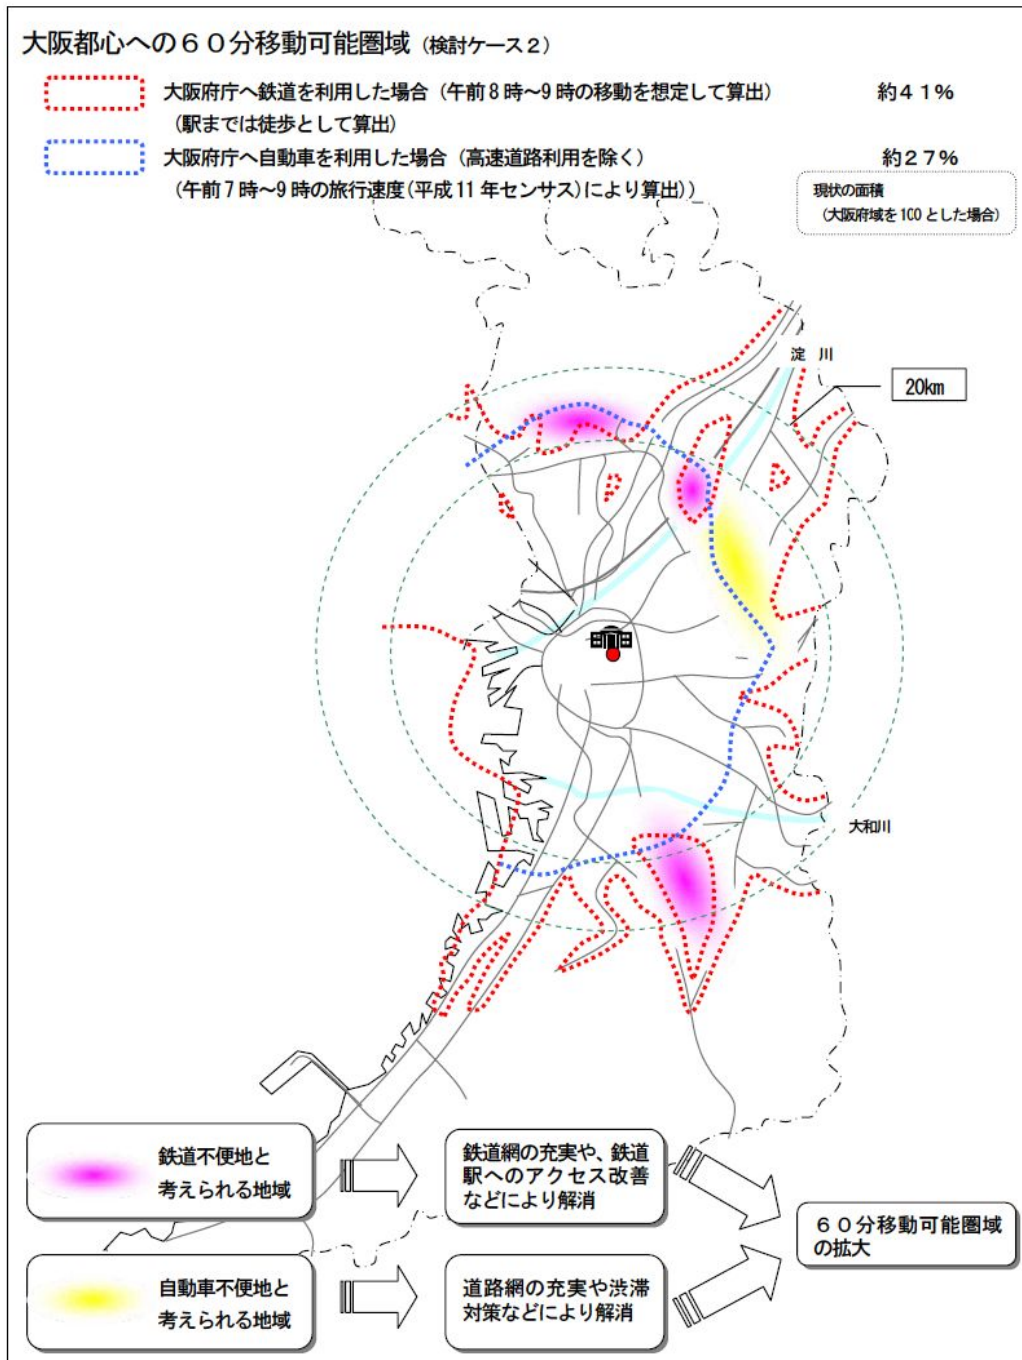 大阪都心への60分移動可能圏域（検討ケース2）
大阪府庁へ鉄道を利用した場合（午前8時～9時の移動を想定して算出） 約41%
（駅までは徒歩として算出）
大阪府庁へ自動車を利用した場合（高速道路利用を除く） 約27%
（午前7時～9時の旅行速度(平成11年センサス)により算出)）
現状の面積
（大阪府域を100とした場合）
淀 川
20km
大和川
鉄道不便地と
考えられる地域
鉄道網の充実や、鉄道
駅へのアクセス改善
などにより解消
60分移動可能圏域
の拡大
自動車不便地と
考えられる地域
道路網の充実や渋滞
対策などにより解消